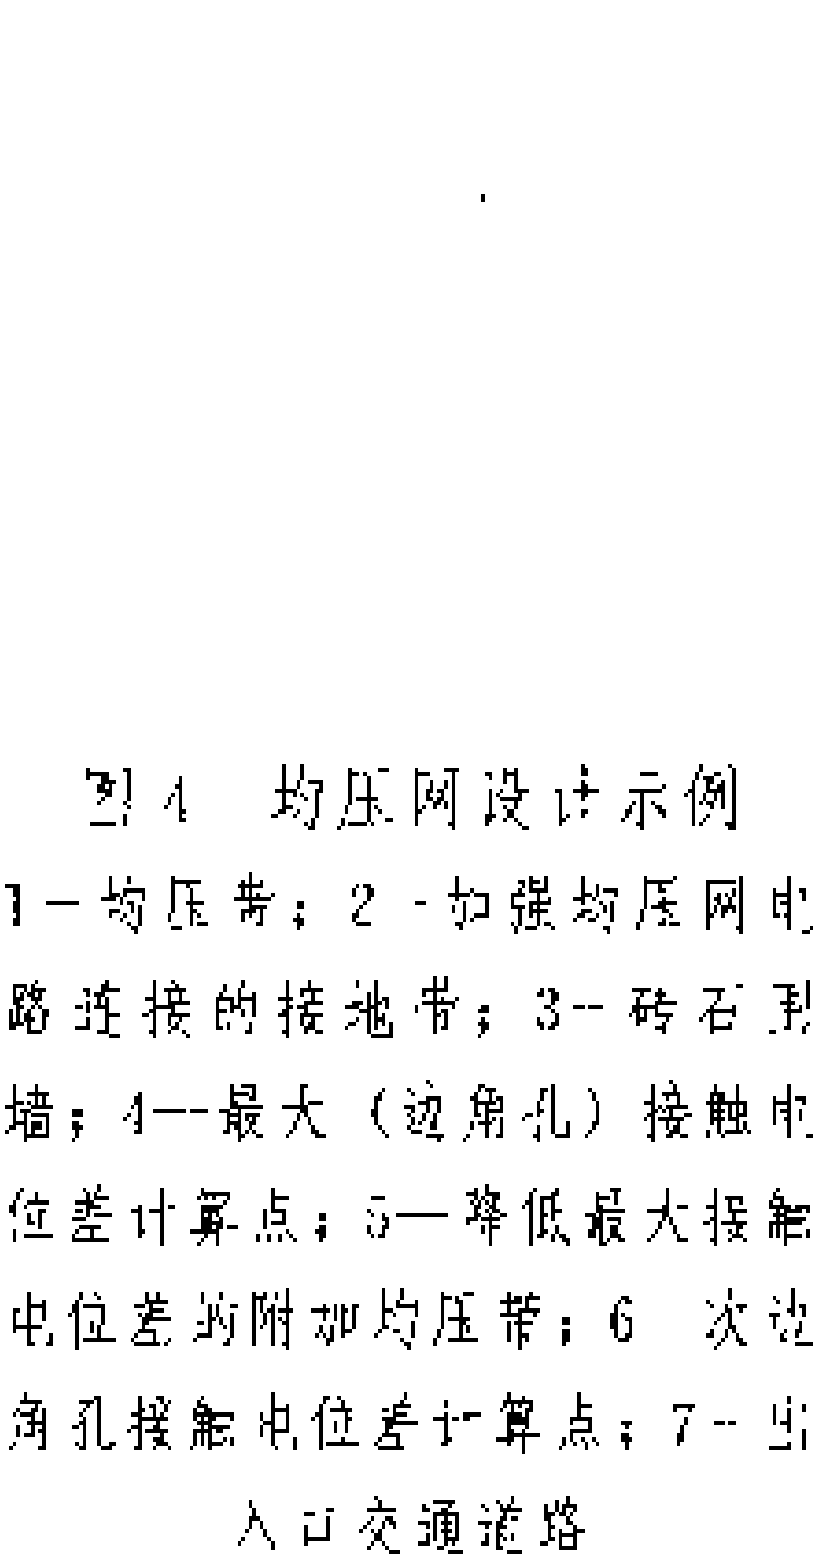 图4 均压网设计示例
1—均压带；2-加强均压网电
路连接的接地带；3--砖石型
墙；4--最大（边角孔）接触电
位差计算点；5—降低最大接触
电位差的附加均压带；6 次边
角孔接触电位差计算点；7--出
入口交通道路